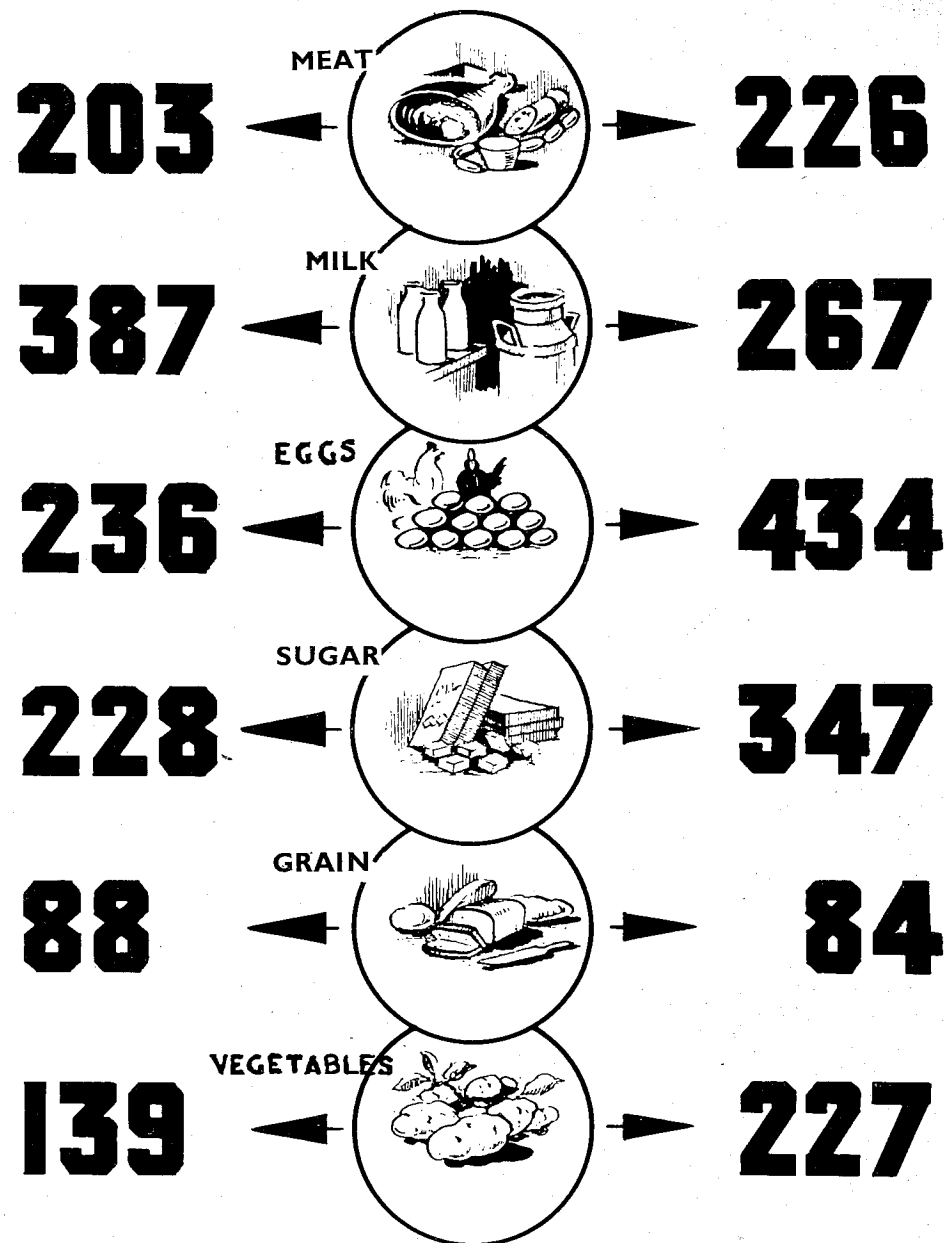 MEAT
203 226
MILK
387 267
EGGS
236 434
SUGAR
228 347
GRAIN
88 84
VEGETABLES
139 227